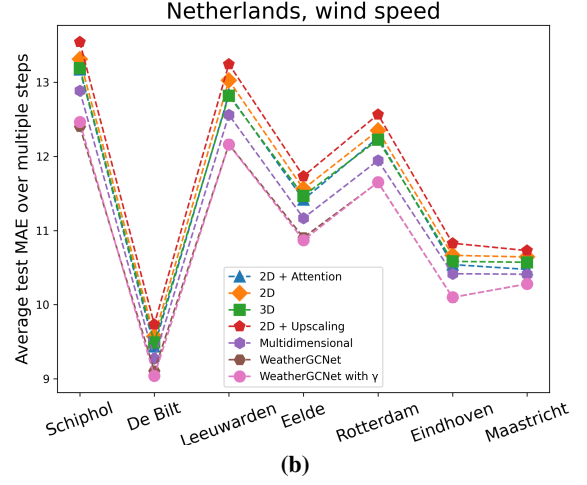 Netherlands, wind speed
Average test MAE over multiple steps
13
12
11
10
9
2D + Attention
2D
3D
2D + Upscaling
Multidimensional
WeatherGCNet
WeatherGCNet with γ
Schiphol
De Bilt
Leeuwarden
Eelde
Rotterdam
Eindhoven
Maastricht
(b)